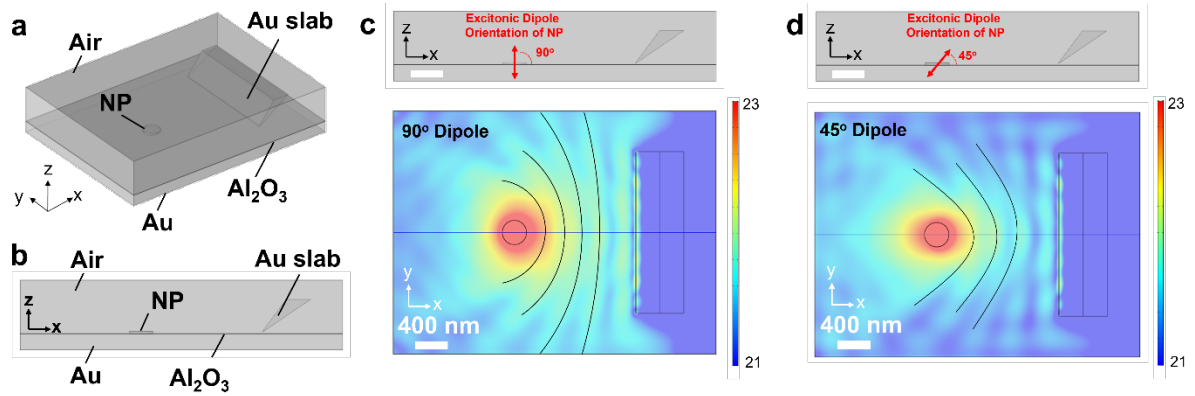 a
Air
Au slab
NP
Al₂O₃
Au
z
y
x
b
Air
Au slab
NP
z
x
Au
Al₂O₃
c
Excitonic Dipole
Orientation of NP
90°
z
x
90° Dipole
23
y
x
400 nm
21
d
Excitonic Dipole
Orientation of NP
45°
z
x
45° Dipole
23
y
x
400 nm
21